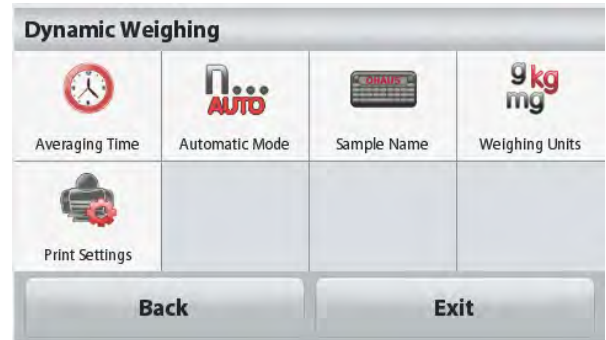 Dynamic Weighing
n...
AUTO
OHAUS
g kg
mg
Averaging Time
Automatic Mode
Sample Name
Weighing Units
Print Settings
Back
Exit